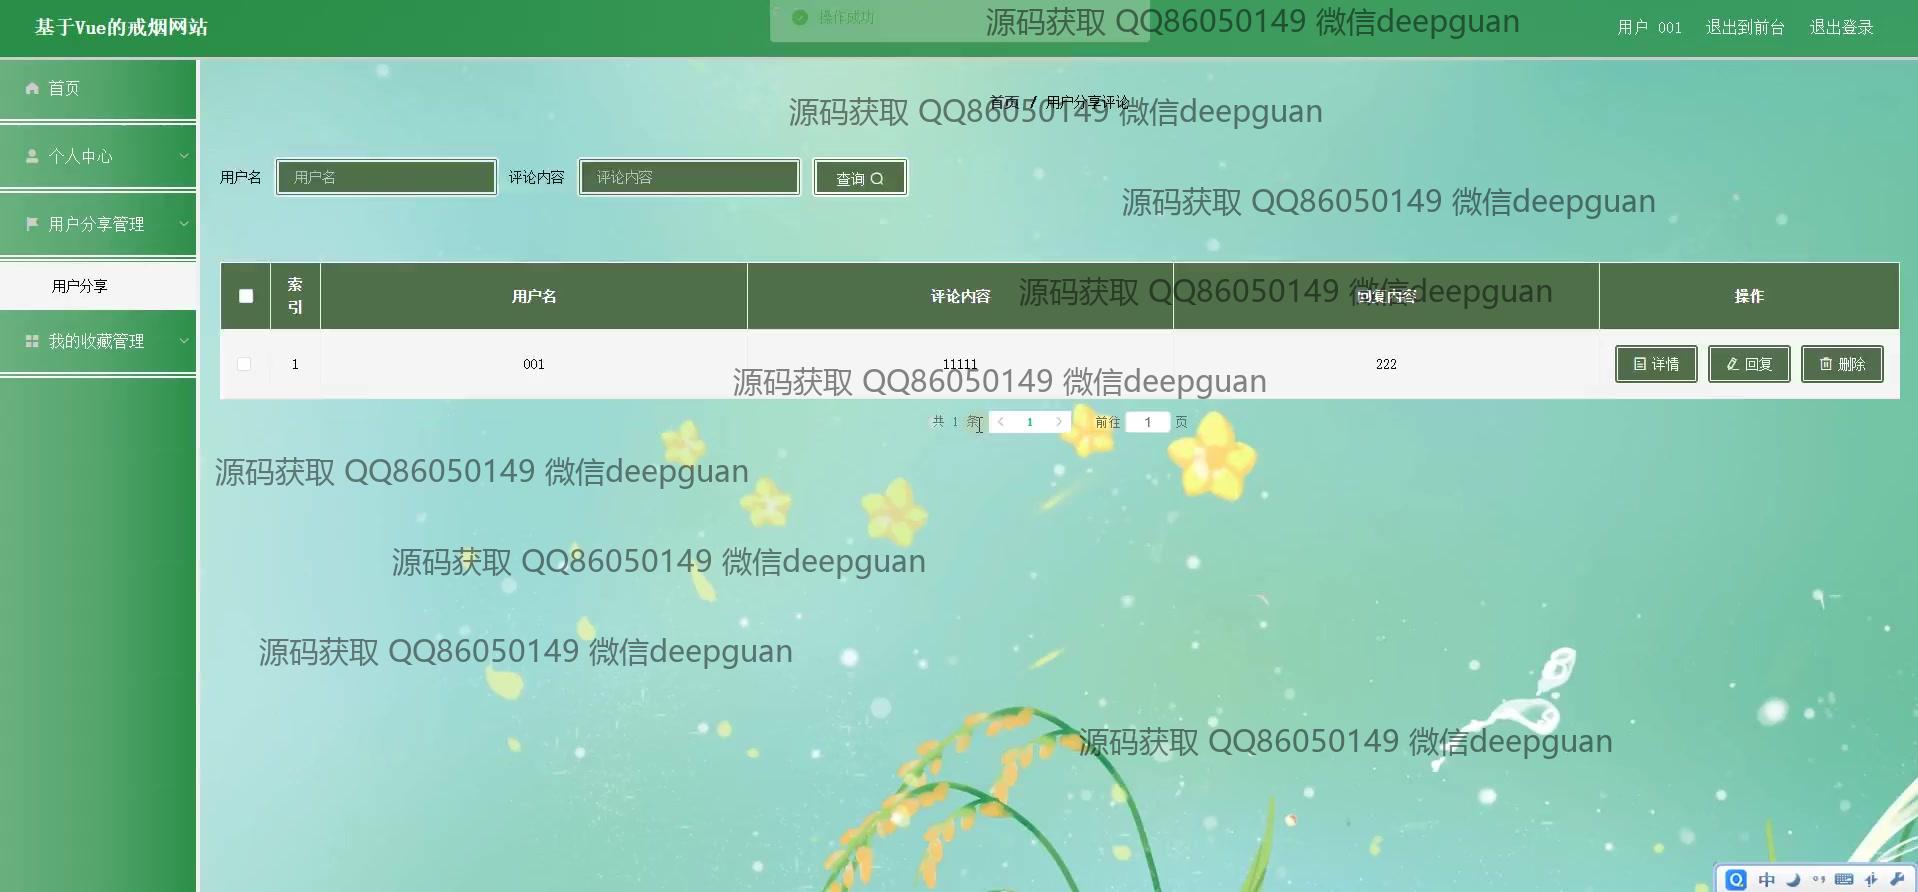 基于Vue的戒烟网站
操作成功
源码获取 QQ86050149 微信deepguan
用户 001 退出到前台 退出登录
首页
首页 / 用户分享评论
源码获取 QQ86050149 微信deepguan
个人中心
用户名 用户名 评论内容 评论内容 查询
源码获取 QQ86050149 微信deepguan
用户分享管理
用户分享
索引 用户名 评论内容 回复内容 操作
源码获取 QQ86050149 微信deepguan
我的收藏管理
1 001 11111 222 详情 回复 删除
源码获取 QQ86050149 微信deepguan
共 1 条 1 前往 1 页
源码获取 QQ86050149 微信deepguan
源码获取 QQ86050149 微信deepguan
源码获取 QQ86050149 微信deepguan
源码获取 QQ86050149 微信deepguan
中